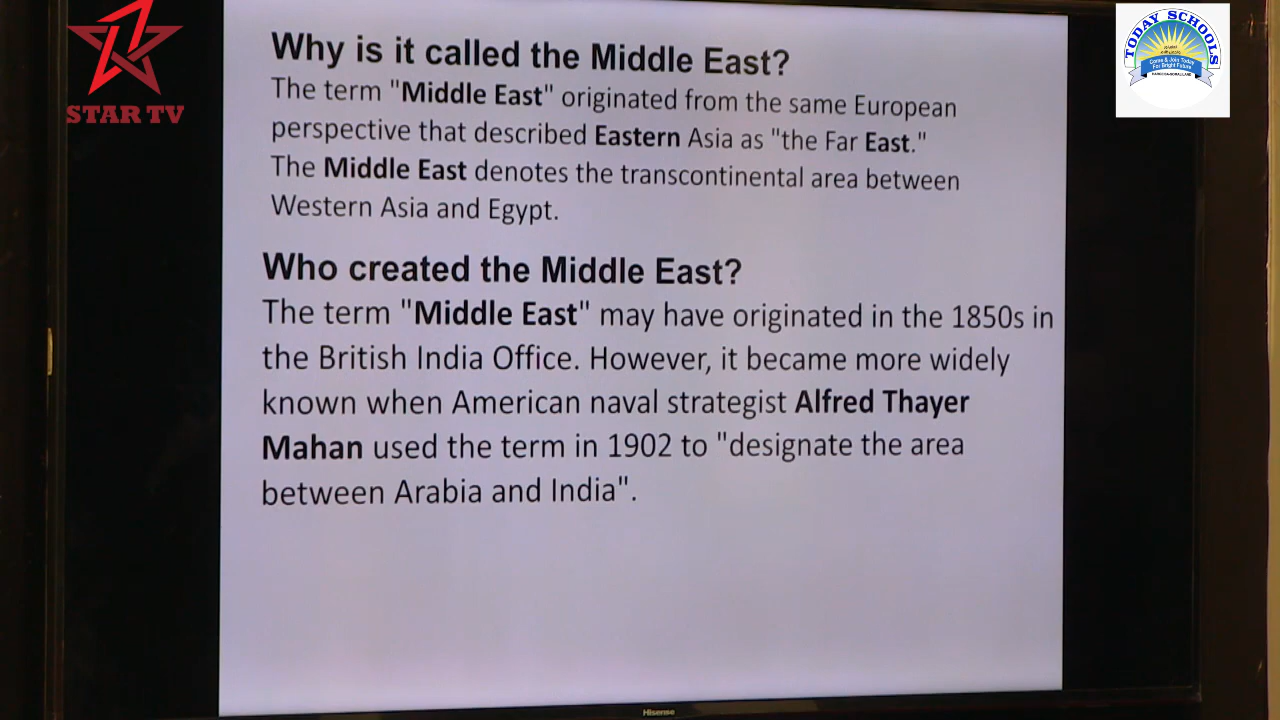 STAR TV
TODAY SCHOOLS
Come & Join Today
For Bright Future
Why is it called the Middle East?
The term "Middle East" originated from the same European
perspective that described Eastern Asia as "the Far East."
The Middle East denotes the transcontinental area between
Western Asia and Egypt.
Who created the Middle East?
The term "Middle East" may have originated in the 1850s in
the British India Office. However, it became more widely
known when American naval strategist Alfred Thayer
Mahan used the term in 1902 to "designate the area
between Arabia and India".
Hisense